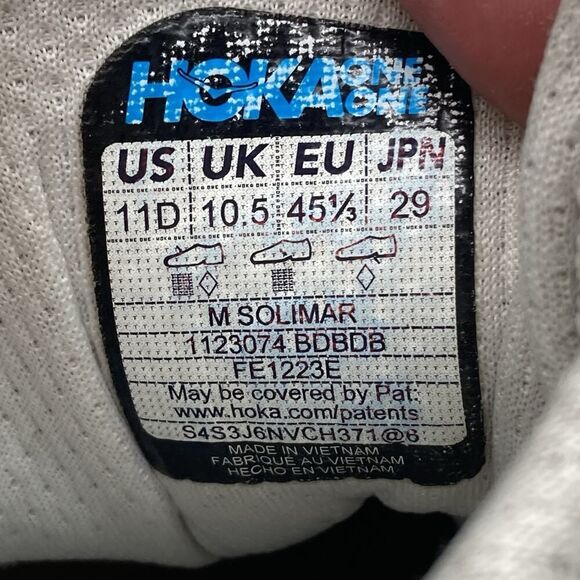 HOKA ONE ONE
US UK EU JPN
11D 10.5 45⅓ 29
M SOLIMAR
1123074 BDBDB
FE1223E
May be covered by Pat:
www.hoka.com/patents
S4S3J6NVCH371@6
MADE IN VIETNAM
FABRIQUÉ AU VIETNAM
HECHO EN VIETNAM